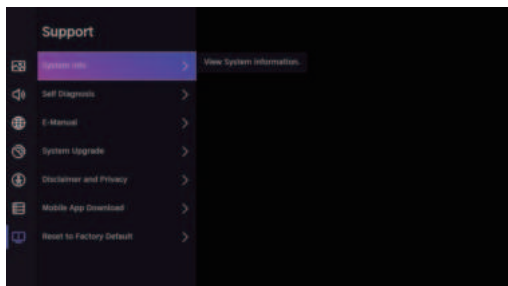 Support
System Info
View System Information.
Self Diagnosis
E-Manual
System Upgrade
Disclaimer and Privacy
Mobile App Download
Reset to Factory Default